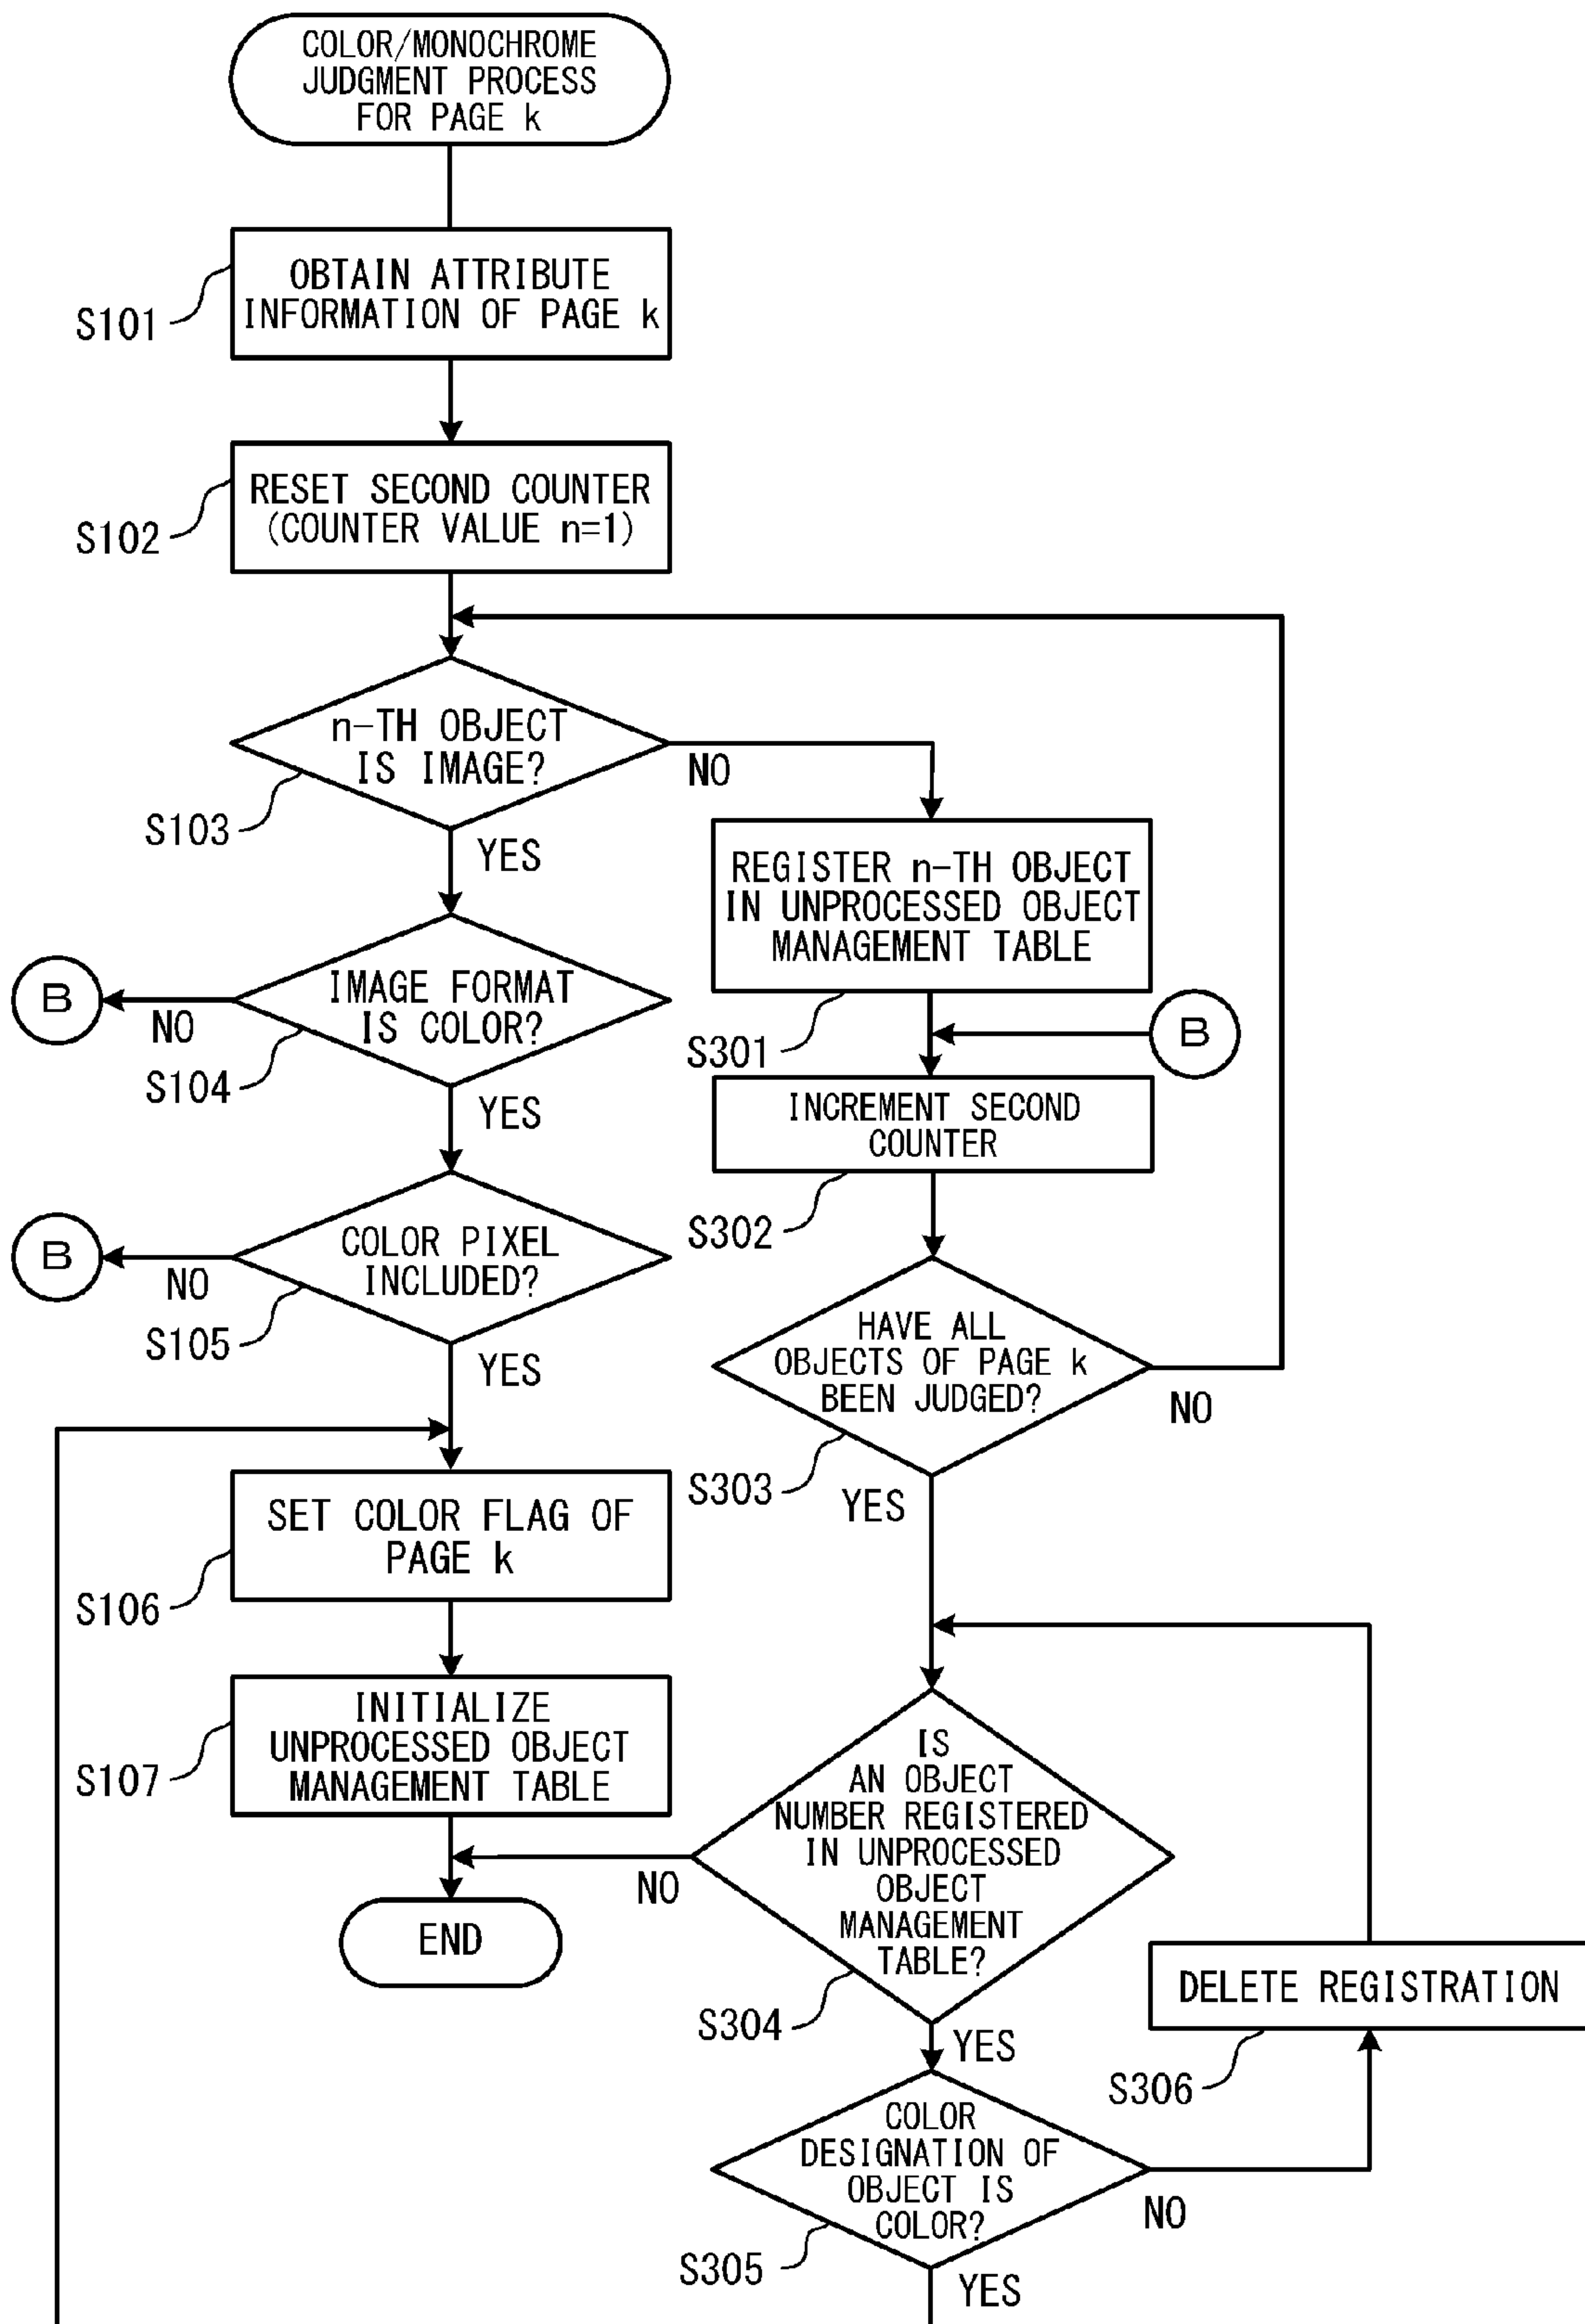 COLOR/MONOCHROME
JUDGMENT PROCESS
FOR PAGE k
OBTAIN ATTRIBUTE
INFORMATION OF PAGE k
S101
RESET SECOND COUNTER
(COUNTER VALUE n=1)
S102
n-TH OBJECT
IS IMAGE?
NO
S103
YES
REGISTER n-TH OBJECT
IN UNPROCESSED OBJECT
MANAGEMENT TABLE
S301
IMAGE FORMAT
IS COLOR?
B
NO
S104
YES
B
INCREMENT SECOND
COUNTER
S302
COLOR PIXEL
INCLUDED?
B
NO
S105
YES
HAVE ALL
OBJECTS OF PAGE k
BEEN JUDGED?
NO
S303
YES
SET COLOR FLAG OF
PAGE k
S106
INITIALIZE
UNPROCESSED OBJECT
MANAGEMENT TABLE
S107
IS
AN OBJECT
NUMBER REGISTERED
IN UNPROCESSED
OBJECT
MANAGEMENT
TABLE?
NO
S304
YES
END
DELETE REGISTRATION
S306
COLOR
DESIGNATION OF
OBJECT IS
COLOR?
NO
S305
YES